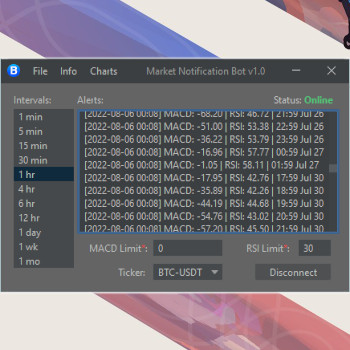 B File Info Charts Market Notification Bot v1.0
Intervals: Alerts: Status: Online
1 min
5 min
15 min
30 min
1 hr
4 hr
6 hr
12 hr
1 day
1 wk
1 mo
[2022-08-06 00:08] MACD: -68.20 | RSI: 46.72 | 21:59 Jul 26
[2022-08-06 00:08] MACD: -51.00 | RSI: 53.38 | 22:59 Jul 26
[2022-08-06 00:08] MACD: -36.22 | RSI: 53.79 | 23:59 Jul 26
[2022-08-06 00:08] MACD: -16.96 | RSI: 57.77 | 00:59 Jul 27
[2022-08-06 00:08] MACD: -1.05 | RSI: 58.11 | 01:59 Jul 27
[2022-08-06 00:08] MACD: -17.95 | RSI: 42.76 | 17:59 Jul 30
[2022-08-06 00:08] MACD: -35.89 | RSI: 42.26 | 18:59 Jul 30
[2022-08-06 00:08] MACD: -44.19 | RSI: 44.68 | 19:59 Jul 30
[2022-08-06 00:08] MACD: -54.76 | RSI: 43.02 | 20:59 Jul 30
[2022-08-06 00:08] MACD: -57.20 | RSI: 45.50 | 21:59 Jul 30
MACD Limit*: 0 RSI Limit*: 30
Ticker: BTC-USDT Disconnect